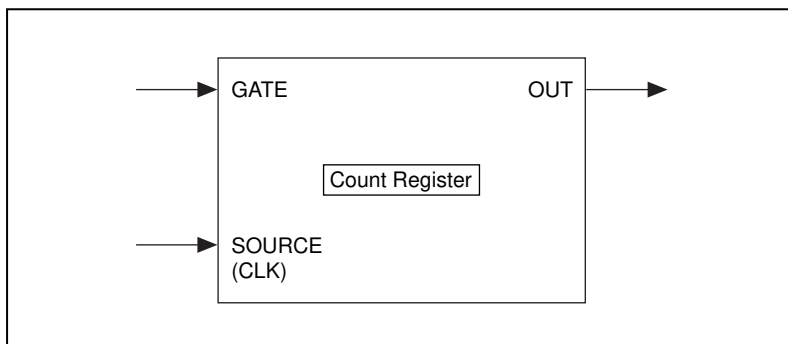 GATE
OUT
Count Register
SOURCE
(CLK)